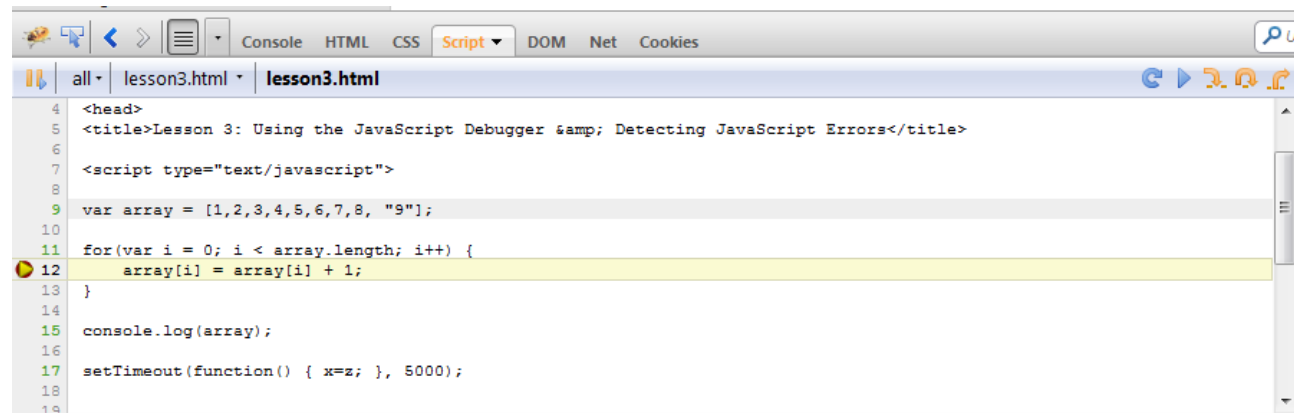 Console HTML CSS Script DOM Net Cookies
all lesson3.html lesson3.html
4 <head>
5 <title>Lesson 3: Using the JavaScript Debugger &amp; Detecting JavaScript Errors</title>
6
7 <script type="text/javascript">
8
9 var array = [1,2,3,4,5,6,7,8, "9"];
10
11 for(var i = 0; i < array.length; i++) {
12     array[i] = array[i] + 1;
13 }
14
15 console.log(array);
16
17 setTimeout(function() { x=z; }, 5000);
18
19